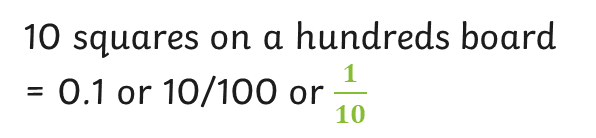 10 squares on a hundreds board
= 0.1 or 10/100 or 1/10